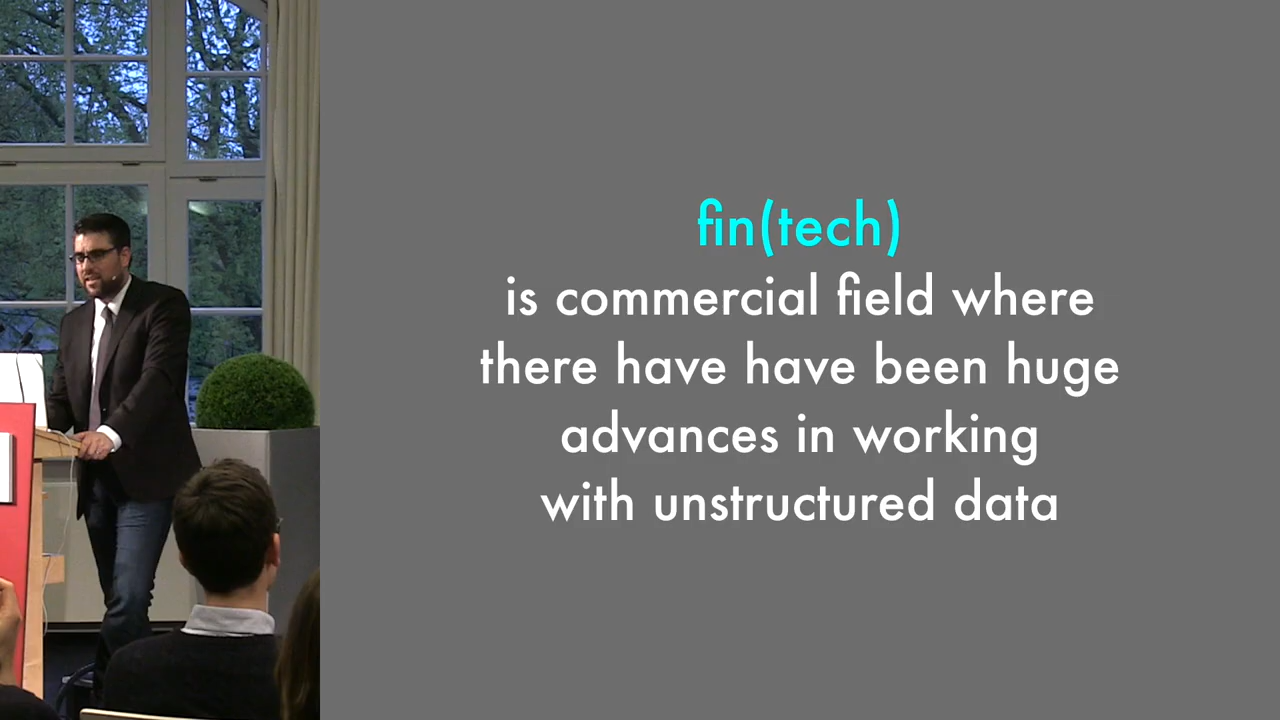 fin(tech)
is commercial field where
there have have been huge
advances in working
with unstructured data